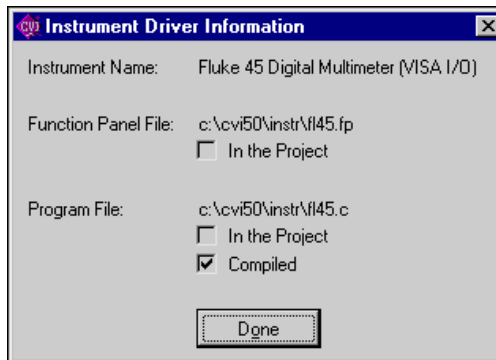 CVI Instrument Driver Information
Instrument Name: Fluke 45 Digital Multimeter (VISA I/O)
Function Panel File: c:\cvi50\instr\fl45.fp
In the Project
Program File: c:\cvi50\instr\fl45.c
In the Project
Compiled
Done